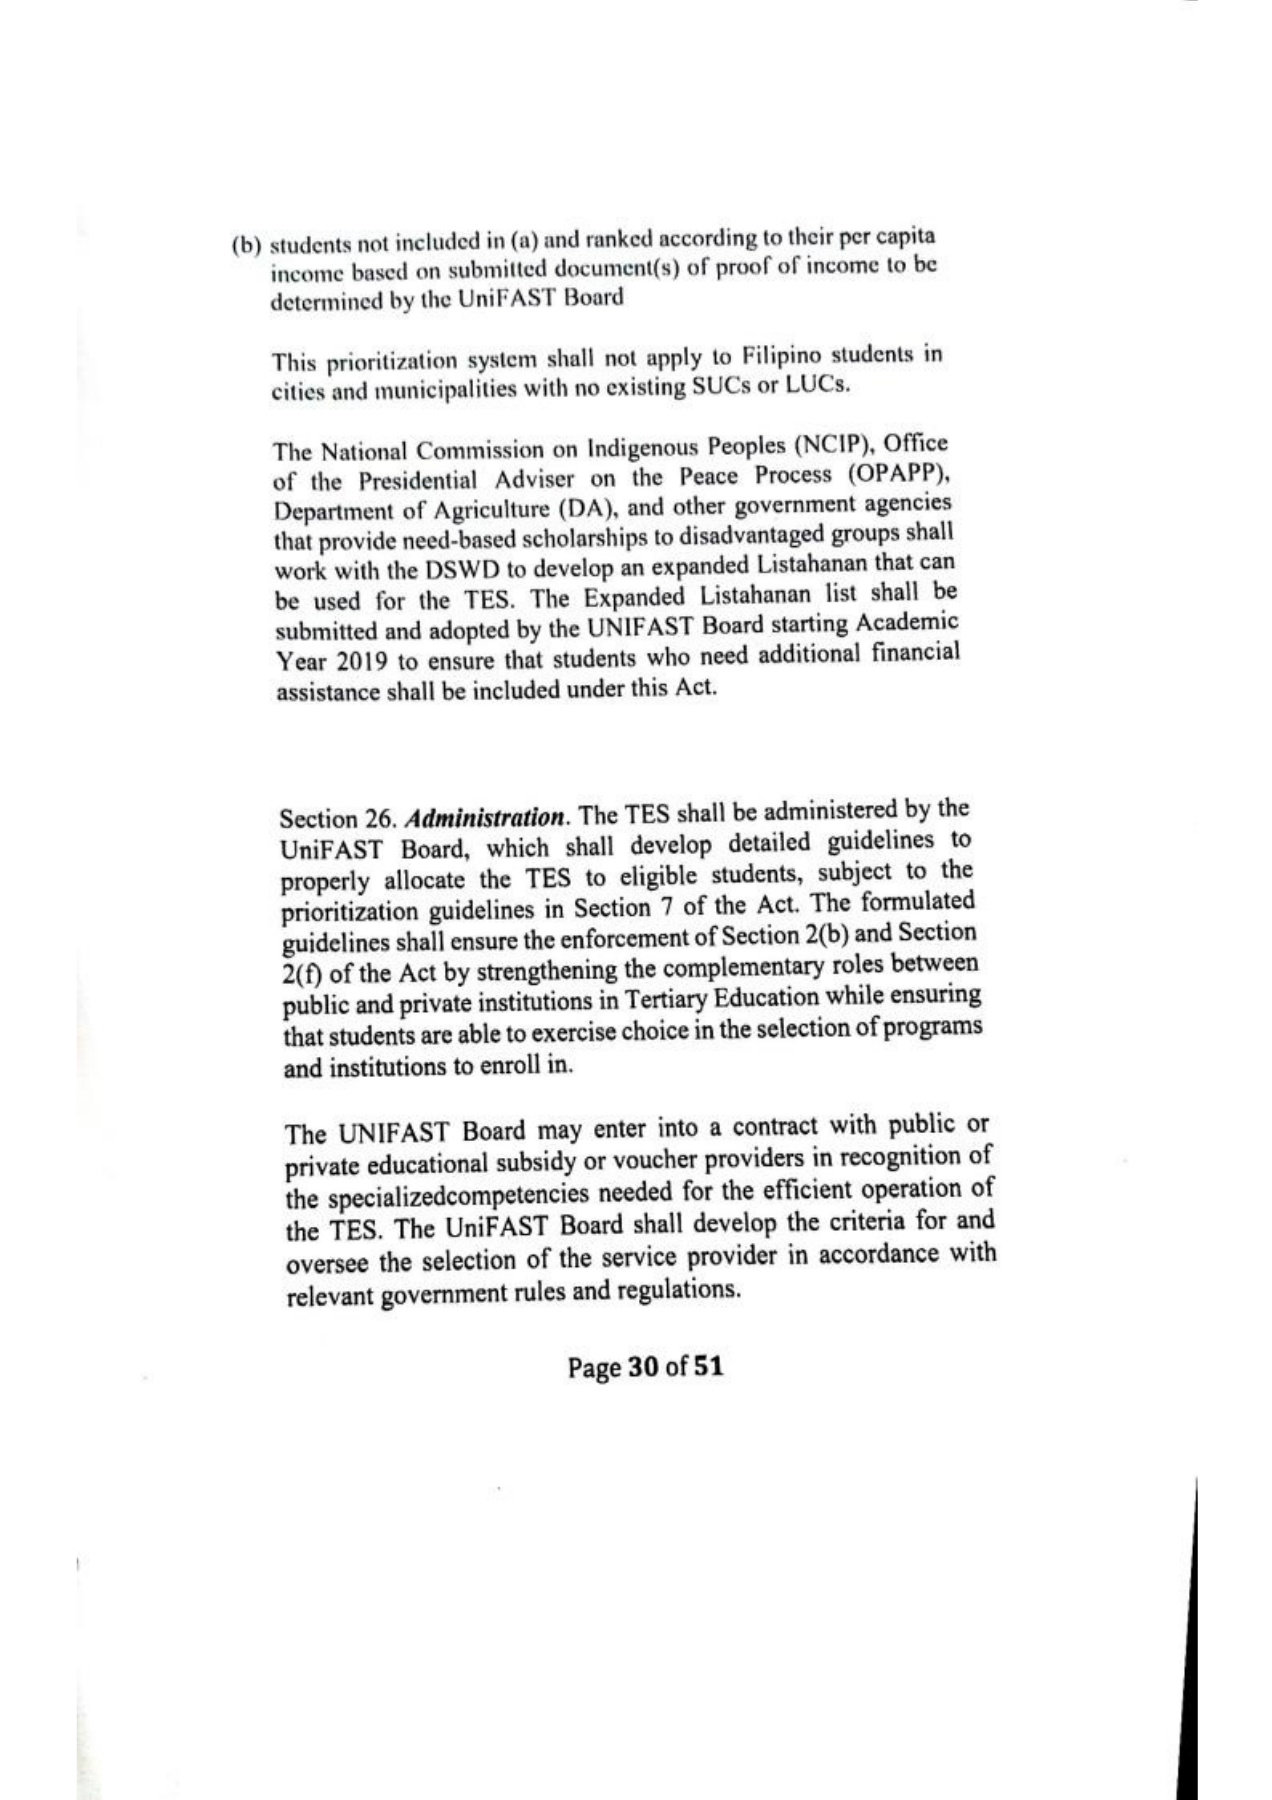 (b) students not included in (a) and ranked according to their per capita
income based on submitted document(s) of proof of income to be
determined by the UniFAST Board
This prioritization system shall not apply to Filipino students in
cities and municipalities with no existing SUCs or LUCs.
The National Commission on Indigenous Peoples (NCIP), Office
of the Presidential Adviser on the Peace Process (OPAPP),
Department of Agriculture (DA), and other government agencies
that provide need-based scholarships to disadvantaged groups shall
work with the DSWD to develop an expanded Listahanan that can
be used for the TES. The Expanded Listahanan list shall be
submitted and adopted by the UNIFAST Board starting Academic
Year 2019 to ensure that students who need additional financial
assistance shall be included under this Act.
Section 26. Administration. The TES shall be administered by the
UniFAST Board, which shall develop detailed guidelines to
properly allocate the TES to eligible students, subject to the
prioritization guidelines in Section 7 of the Act. The formulated
guidelines shall ensure the enforcement of Section 2(b) and Section
2(f) of the Act by strengthening the complementary roles between
public and private institutions in Tertiary Education while ensuring
that students are able to exercise choice in the selection of programs
and institutions to enroll in.
The UNIFAST Board may enter into a contract with public or
private educational subsidy or voucher providers in recognition of
the specializedcompetencies needed for the efficient operation of
the TES. The UniFAST Board shall develop the criteria for and
oversee the selection of the service provider in accordance with
relevant government rules and regulations.
Page 30 of 51